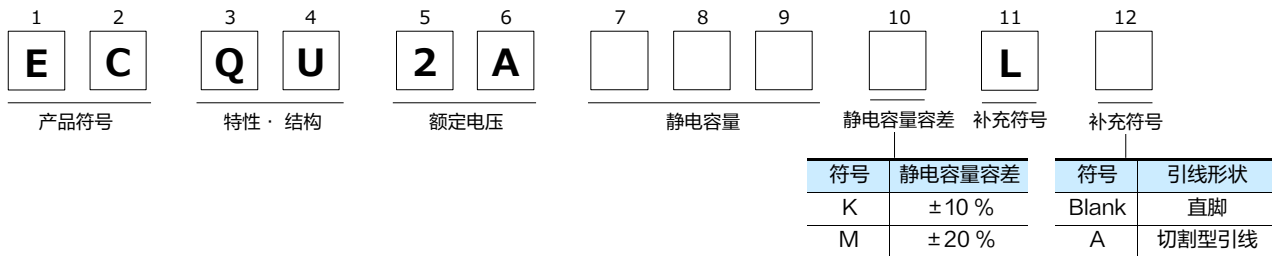 1 2 3 4 5 6 7 8 9 10 11 12
E C Q U 2 A L
产品符号 特性· 结构 额定电压 静电容量 静电容量容差 补充符号 补充符号
符号 静电容量容差 符号 引线形状
K ±10 % Blank 直脚
M ±20 % A 切割型引线